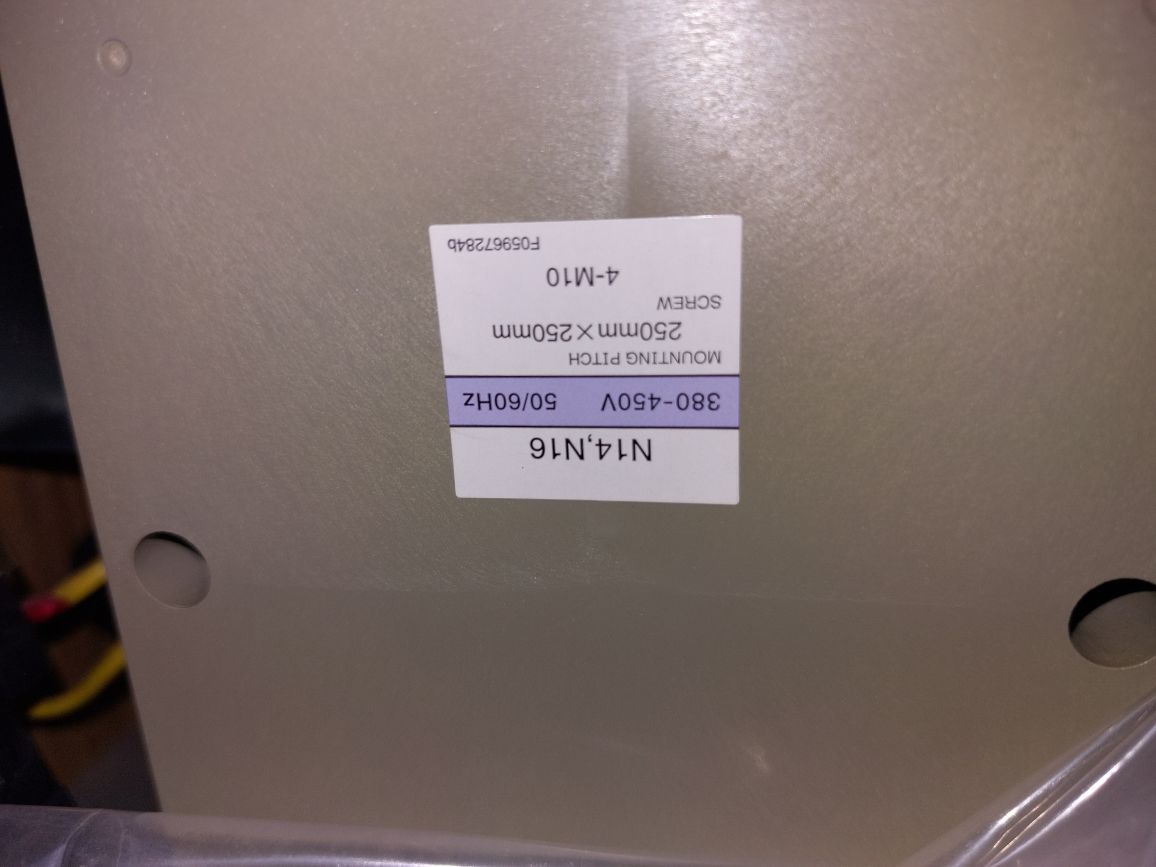 N14,N16
380-450V 50/60Hz
MOUNTING PITCH
250mm×250mm
SCREW
4-M10
F05967284b